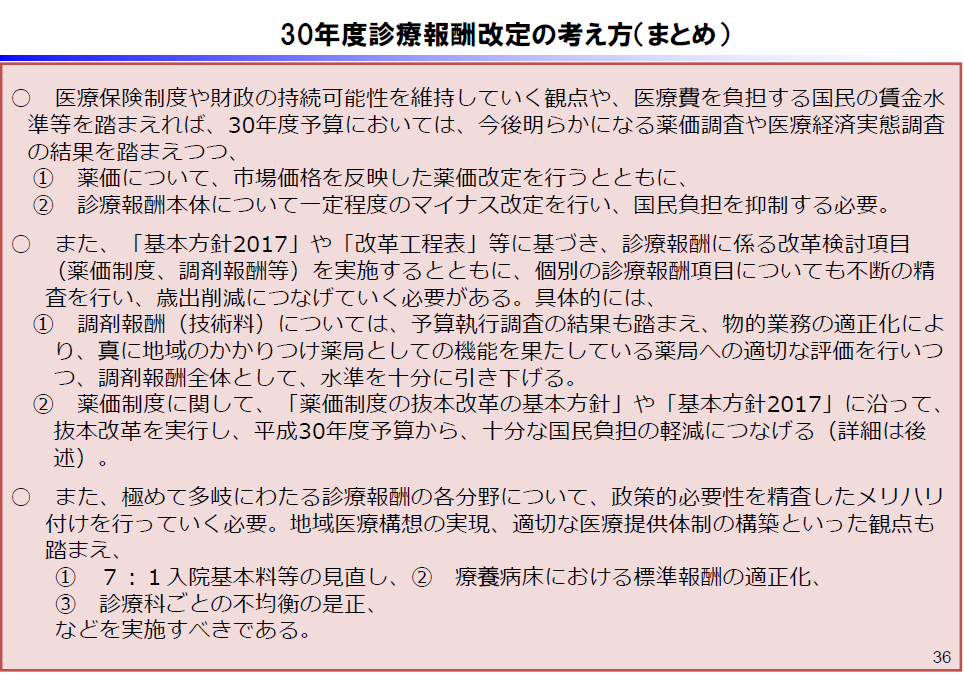 30年度診療報酬改定の考え方(まとめ)
○ 医療保険制度や財政の持続可能性を維持していく観点や、医療費を負担する国民の賃金水
準等を踏まえれば、30年度予算においては、今後明らかになる薬価調査や医療経済実態調査
の結果を踏まえつつ、
① 薬価について、市場価格を反映した薬価改定を行うとともに、
② 診療報酬本体について一定程度のマイナス改定を行い、国民負担を抑制する必要。
○ また、「基本方針2017」や「改革工程表」等に基づき、診療報酬に係る改革検討項目
（薬価制度、調剤報酬等）を実施するとともに、個別の診療報酬項目についても不断の精
査を行い、歳出削減につなげていく必要がある。具体的には、
① 調剤報酬（技術料）については、予算執行調査の結果も踏まえ、物的業務の適正化によ
り、真に地域のかかりつけ薬局としての機能を果たしている薬局への適切な評価を行いつ
つ、調剤報酬全体として、水準を十分に引き下げる。
② 薬価制度に関して、「薬価制度の抜本改革の基本方針」や「基本方針2017」に沿って、
抜本改革を実行し、平成30年度予算から、十分な国民負担の軽減につなげる（詳細は後
述）。
○ また、極めて多岐にわたる診療報酬の各分野について、政策的必要性を精査したメリハリ
付けを行っていく必要。地域医療構想の実現、適切な医療提供体制の構築といった観点も
踏まえ、
① ７：１入院基本料等の見直し、② 療養病床における標準報酬の適正化、
③ 診療科ごとの不均衡の是正、
などを実施すべきである。
36